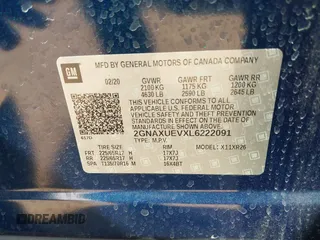 GM
MFD BY GENERAL MOTORS OF CANADA COMPANY
02/20 GVWR GAWR FRT GAWR RR
2100 KG 1175 KG 1200 KG
4630 LB 2590 LB 2645 LB
THIS VEHICLE CONFORMS TO ALL APPLICABLE
U.S. FEDERAL MOTOR VEHICLE SAFETY AND
THEFT PREVENTION STANDARDS IN EFFECT ON
THE DATE OF MANUFACTURE SHOWN ABOVE.
2GNAXUEVXL6222091
TYPE: M.P.V. MODEL: X11XR26
TIRE SIZE RIM
FRT 225/65R17 H 17X7J
RR 225/65R17 H 17X7J
SPA T135/70R16 M 16X4BT
DREAMBID